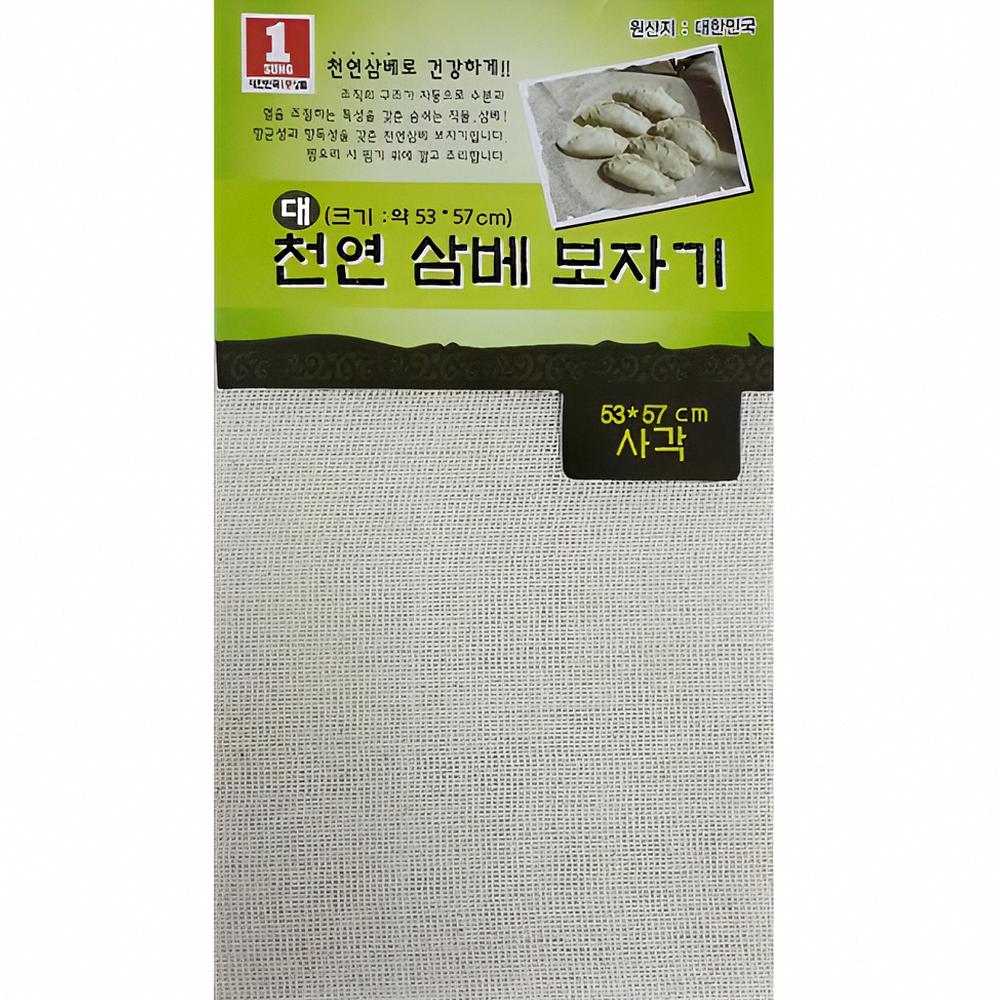 1
SUNG
원산지 : 대한민국
천연삼베로 건강하게!!
조직의 구조가 자동으로 수분과
열을 조정하는 특성을 갖춘 숨쉬는 직물, 삼베!
항균성과 항독성을 갖춘 천연삼베 보자기입니다.
찜요리 시 찜기 위에 깔고 조리합니다.
대 (크기 : 약 53 * 57cm)
천연 삼베 보자기
53*57 cm
사각